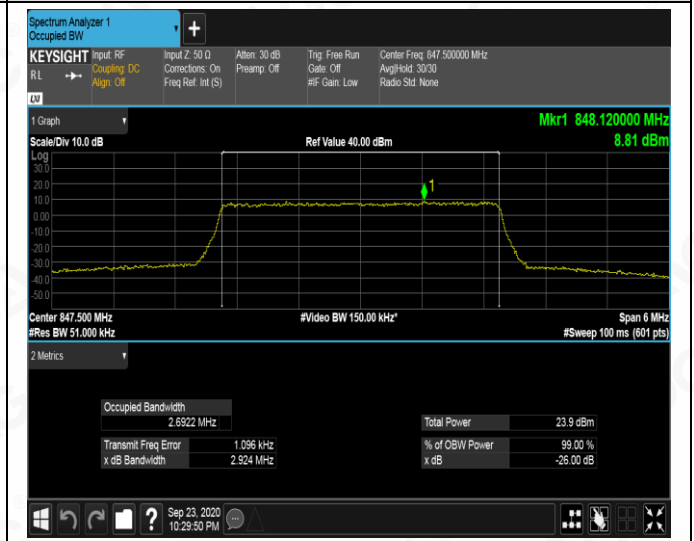 Spectrum Analyzer 1
Occupied BW
+
KEYSIGHT Input: RF Input Z: 50 Ω Atten: 30 dB Trig: Free Run Center Freq: 847.500000 MHz
RL Coupling: DC Corrections: On Preamp: Off Gate: Off Avg|Hold: 30/30
Align: Off Freq Ref: Int (S) #IF Gain: Low Radio Std: None
LXI
1 Graph Mkr1 848.120000 MHz
Scale/Div 10.0 dB Ref Value 40.00 dBm 8.81 dBm
Log
30.0
20.0
10.0
0.00
-10.0
-20.0
-30.0
-40.0
-50.0
1
Center 847.500 MHz #Video BW 150.00 kHz* Span 6 MHz
#Res BW 51.000 kHz #Sweep 100 ms (601 pts)
2 Metrics
Occupied Bandwidth
2.6922 MHz Total Power 23.9 dBm
Transmit Freq Error 1.096 kHz % of OBW Power 99.00 %
x dB Bandwidth 2.924 MHz x dB -26.00 dB
? Sep 23, 2020
10:29:50 PM